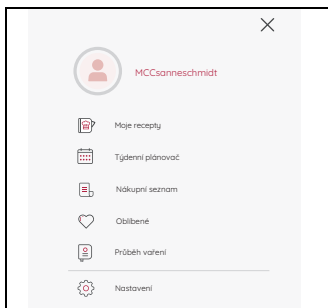 MCCsanneschmidt
Moje recepty
Týdenní plánovač
Nákupní seznam
Oblíbené
Průběh vaření
Nastavení